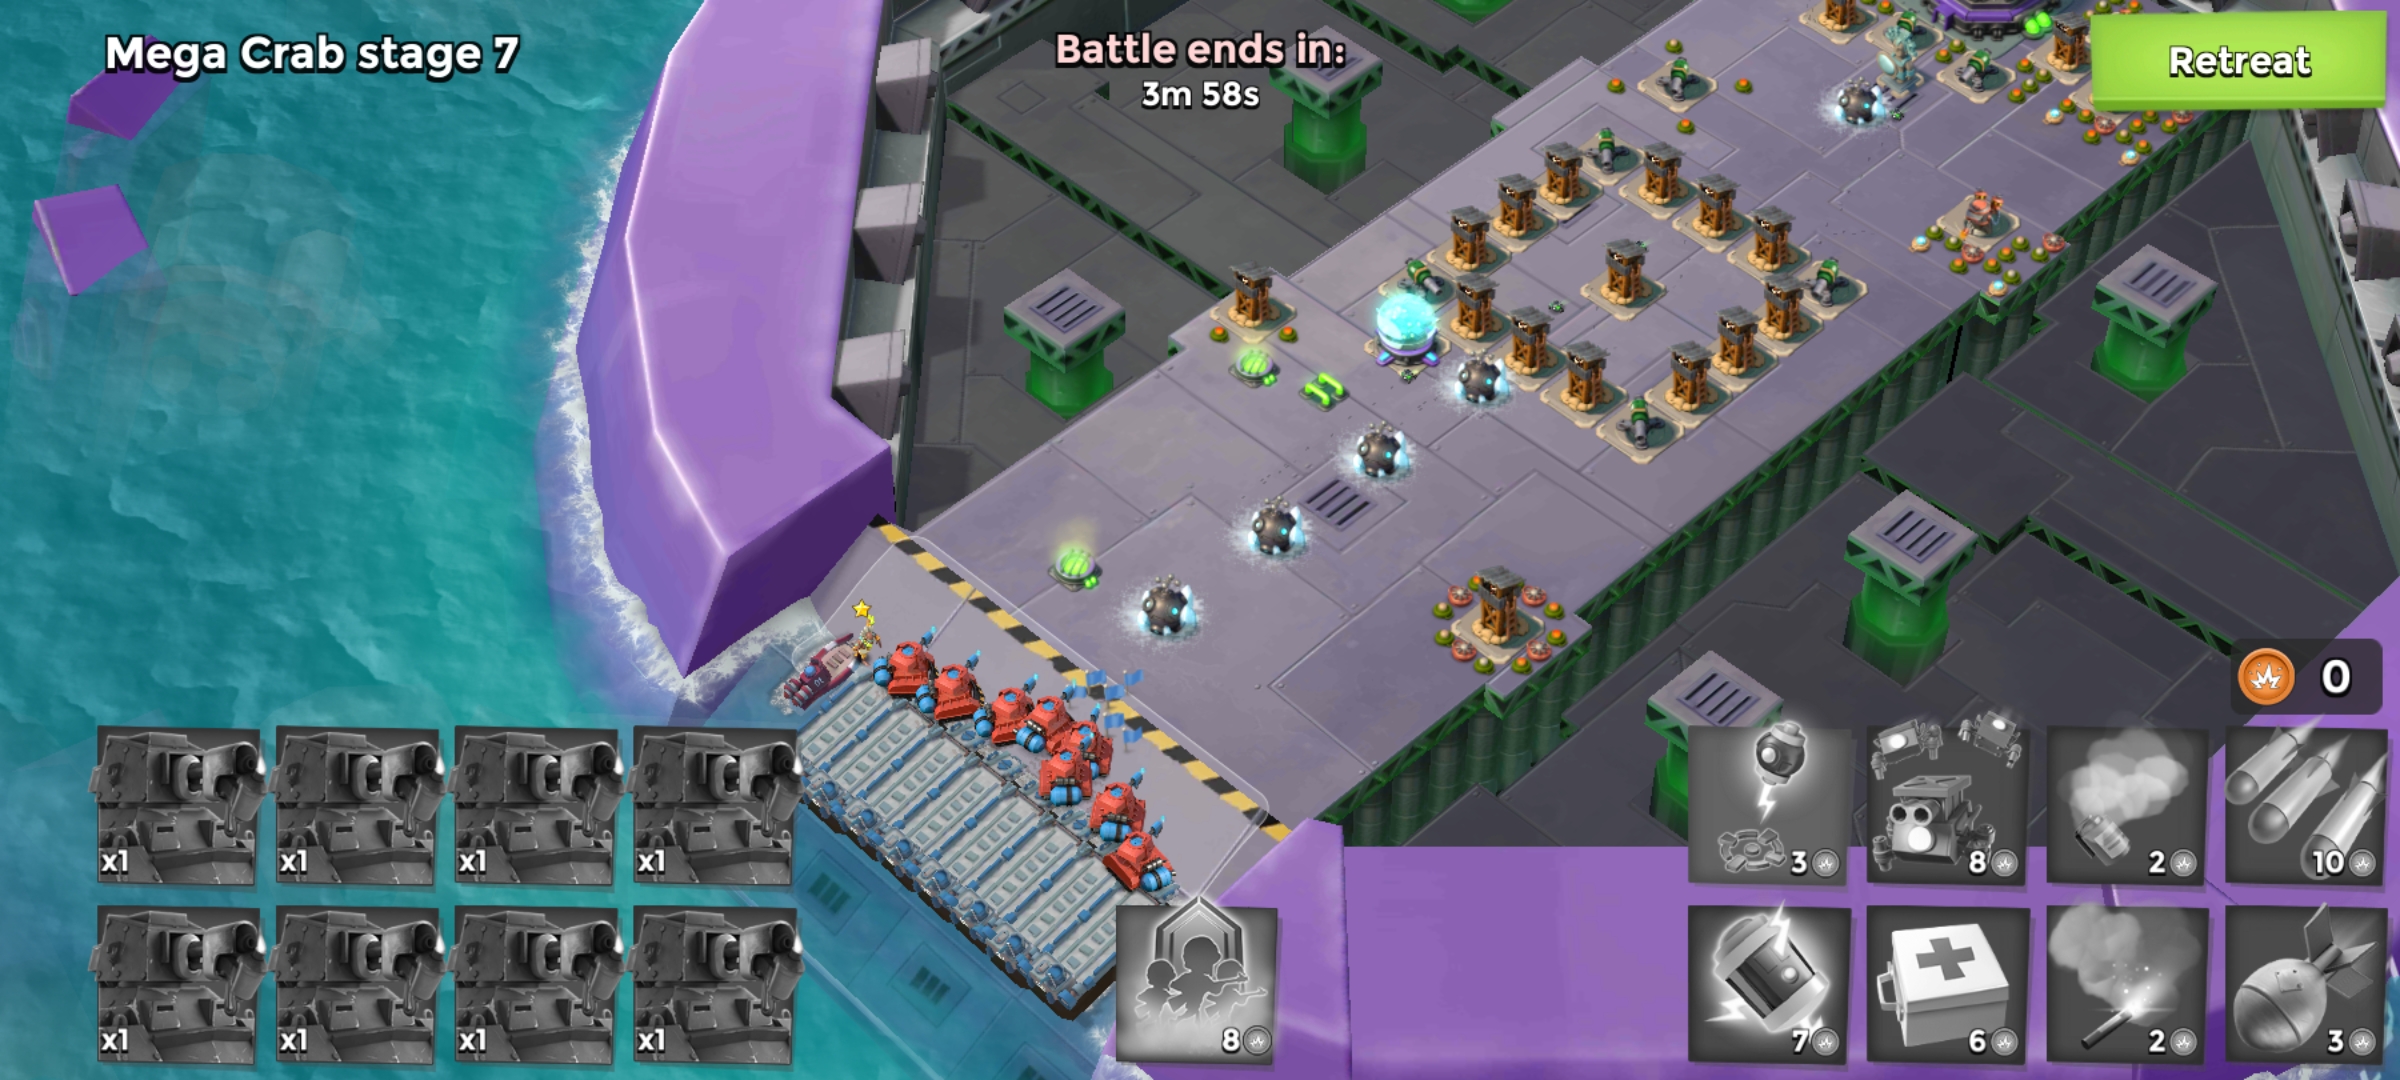 Mega Crab stage 7
Battle ends in:
3m 58s
Retreat
0
x1
x1
x1
x1
3
8
2
10
x1
x1
x1
x1
8
7
6
2
3